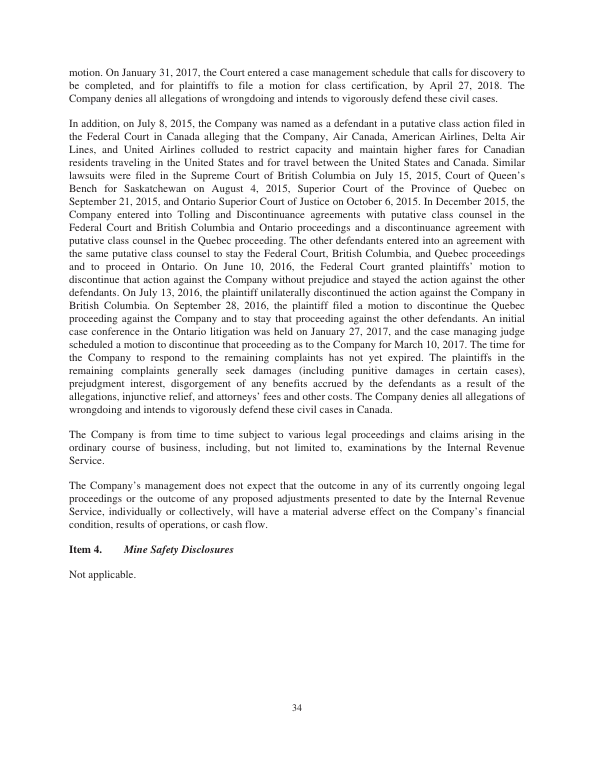 motion. On January 31, 2017, the Court entered a case management schedule that calls for discovery to
be completed, and for plaintiffs to file a motion for class certification, by April 27, 2018. The
Company denies all allegations of wrongdoing and intends to vigorously defend these civil cases.
In addition, on July 8, 2015, the Company was named as a defendant in a putative class action filed in
the Federal Court in Canada alleging that the Company, Air Canada, American Airlines, Delta Air
Lines, and United Airlines colluded to restrict capacity and maintain higher fares for Canadian
residents traveling in the United States and for travel between the United States and Canada. Similar
lawsuits were filed in the Supreme Court of British Columbia on July 15, 2015, Court of Queen's
Bench for Saskatchewan on August 4, 2015, Superior Court of the Province of Quebec on
September 21, 2015, and Ontario Superior Court of Justice on October 6, 2015. In December 2015, the
Company entered into Tolling and Discontinuance agreements with putative class counsel in the
Federal Court and British Columbia and Ontario proceedings and a discontinuance agreement with
putative class counsel in the Quebec proceeding. The other defendants entered into an agreement with
the same putative class counsel to stay the Federal Court, British Columbia, and Quebec proceedings
and to proceed in Ontario. On June 10, 2016, the Federal Court granted plaintiffs' motion to
discontinue that action against the Company without prejudice and stayed the action against the other
defendants. On July 13, 2016, the plaintiff unilaterally discontinued the action against the Company in
British Columbia. On September 28, 2016, the plaintiff filed a motion to discontinue the Quebec
proceeding against the Company and to stay that proceeding against the other defendants. An initial
case conference in the Ontario litigation was held on January 27, 2017, and the case managing judge
scheduled a motion to discontinue that proceeding as to the Company for March 10, 2017. The time for
the Company to respond to the remaining complaints has not yet expired. The plaintiffs in the
remaining complaints generally seek damages (including punitive damages in certain cases),
prejudgment interest, disgorgement of any benefits accrued by the defendants as a result of the
allegations, injunctive relief, and attorneys' fees and other costs. The Company denies all allegations of
wrongdoing and intends to vigorously defend these civil cases in Canada.
The Company is from time to time subject to various legal proceedings and claims arising in the
ordinary course of business, including, but not limited to, examinations by the Internal Revenue
Service.
The Company's management does not expect that the outcome in any of its currently ongoing legal
proceedings or the outcome of any proposed adjustments presented to date by the Internal Revenue
Service, individually or collectively, will have a material adverse effect on the Company's financial
condition, results of operations, or cash flow.
Item 4. Mine Safety Disclosures
Not applicable.
34